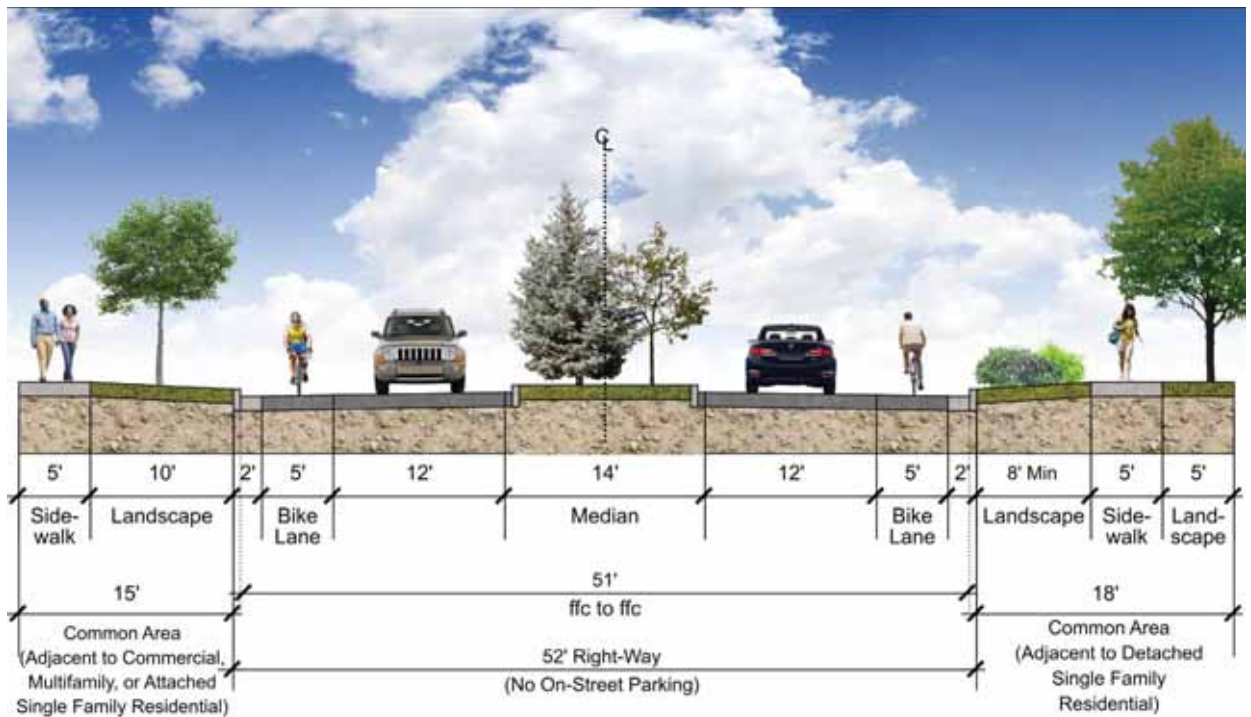 ℄
5' 10' 2' 5' 12' 14' 12' 5' 2' 8' Min 5' 5'
Side-
walk
Landscape
Bike
Lane
Median
Bike
Lane
Landscape
Side-
walk
Land-
scape
51'
ffc to ffc
15'
18'
Common Area
(Adjacent to Commercial,
Multifamily, or Attached
Single Family Residential)
52' Right-Way
(No On-Street Parking)
Common Area
(Adjacent to Detached
Single Family
Residential)